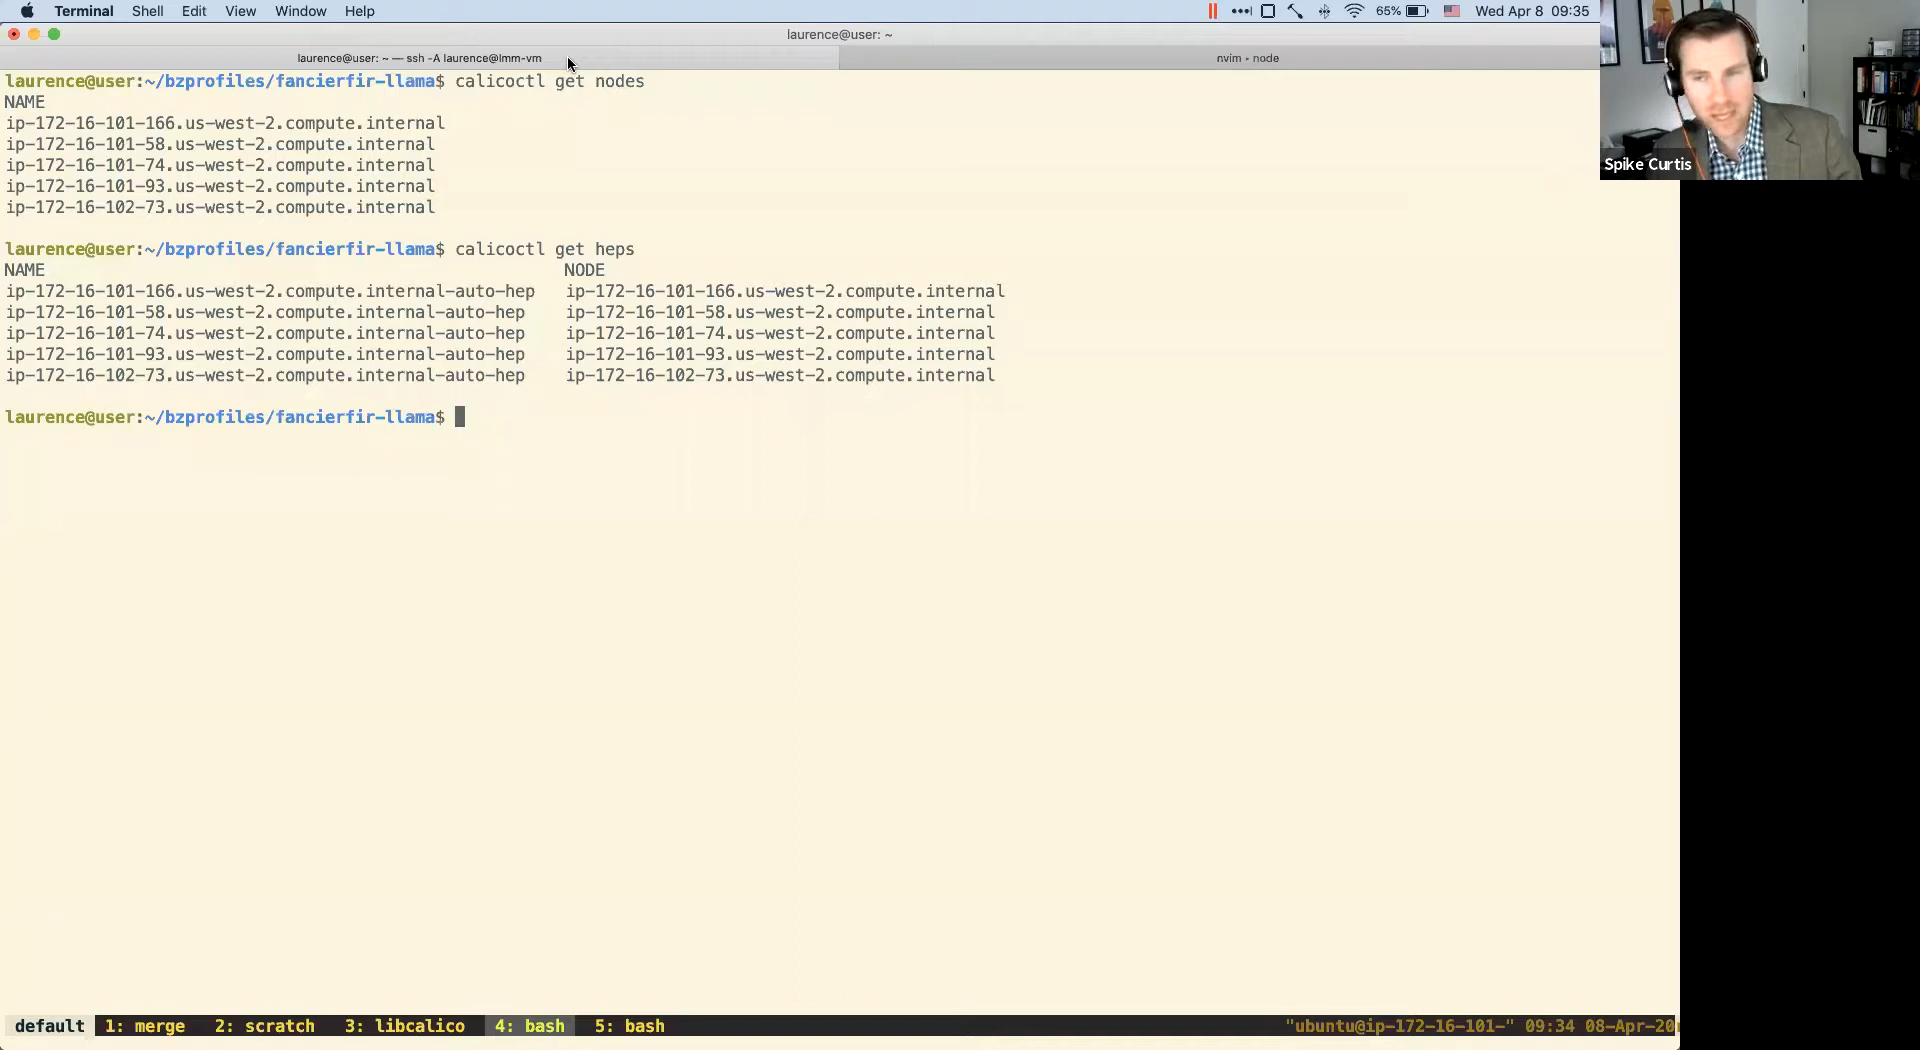 Terminal Shell Edit View Window Help 65% Wed Apr 8 09:35
laurence@user: ~
laurence@user: ~ — ssh -A laurence@lmm-vm nvim • node
laurence@user:~/bzprofiles/fancierfir-llama$ calicoctl get nodes
NAME
ip-172-16-101-166.us-west-2.compute.internal
ip-172-16-101-58.us-west-2.compute.internal
ip-172-16-101-74.us-west-2.compute.internal
ip-172-16-101-93.us-west-2.compute.internal
ip-172-16-102-73.us-west-2.compute.internal
laurence@user:~/bzprofiles/fancierfir-llama$ calicoctl get heps
NAME NODE
ip-172-16-101-166.us-west-2.compute.internal-auto-hep ip-172-16-101-166.us-west-2.compute.internal
ip-172-16-101-58.us-west-2.compute.internal-auto-hep ip-172-16-101-58.us-west-2.compute.internal
ip-172-16-101-74.us-west-2.compute.internal-auto-hep ip-172-16-101-74.us-west-2.compute.internal
ip-172-16-101-93.us-west-2.compute.internal-auto-hep ip-172-16-101-93.us-west-2.compute.internal
ip-172-16-102-73.us-west-2.compute.internal-auto-hep ip-172-16-102-73.us-west-2.compute.internal
laurence@user:~/bzprofiles/fancierfir-llama$
default 1: merge 2: scratch 3: libcalico 4: bash 5: bash "ubuntu@ip-172-16-101-" 09:34 08-Apr-20
Spike Curtis